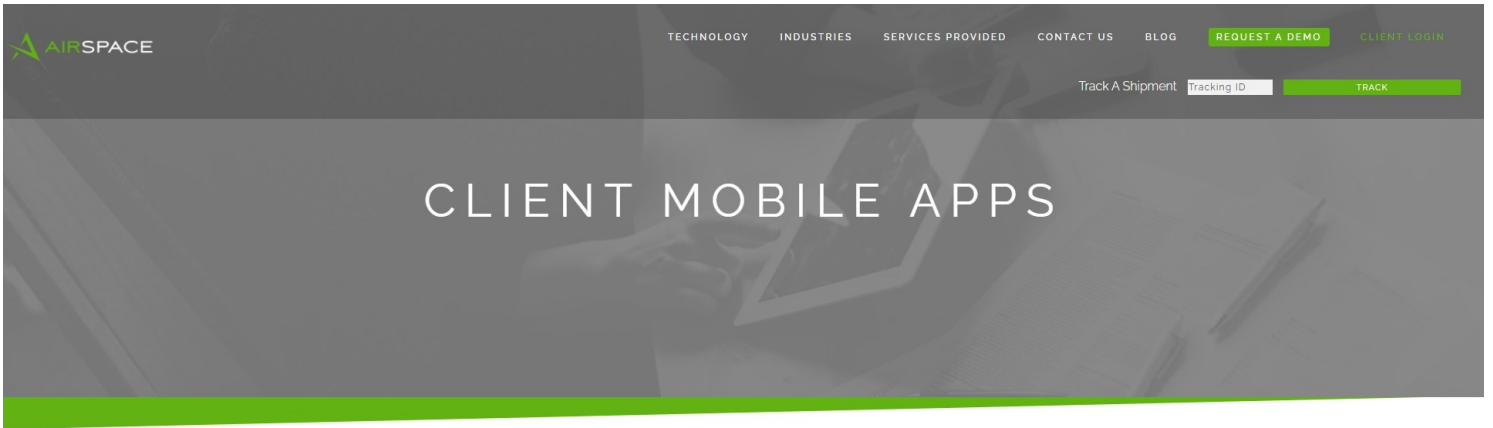 AIRSPACE
TECHNOLOGY INDUSTRIES SERVICES PROVIDED CONTACT US BLOG REQUEST A DEMO CLIENT LOGIN
Track A Shipment Tracking ID TRACK
CLIENT MOBILE APPS